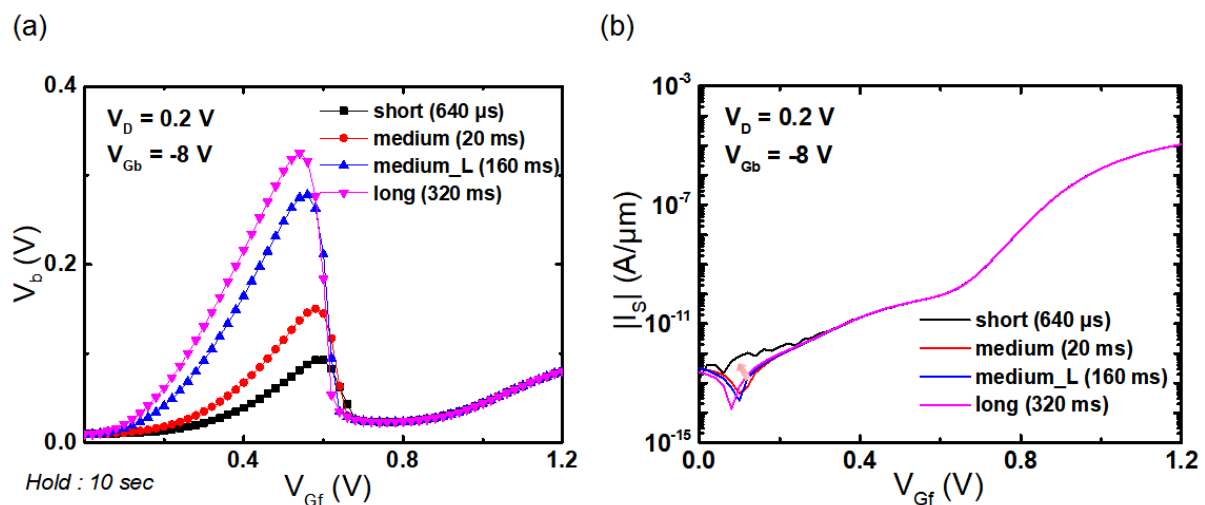 (a)
0.4
0.2
0.0
V_b (V)
V_D = 0.2 V
V_Gb = -8 V
short (640 µs)
medium (20 ms)
medium_L (160 ms)
long (320 ms)
0.4
0.8
1.2
V_Gf (V)
Hold : 10 sec
(b)
10^-3
10^-7
10^-11
10^-15
||_S| (A/µm)
V_D = 0.2 V
V_Gb = -8 V
short (640 µs)
medium (20 ms)
medium_L (160 ms)
long (320 ms)
0.0
0.4
0.8
1.2
V_Gf (V)